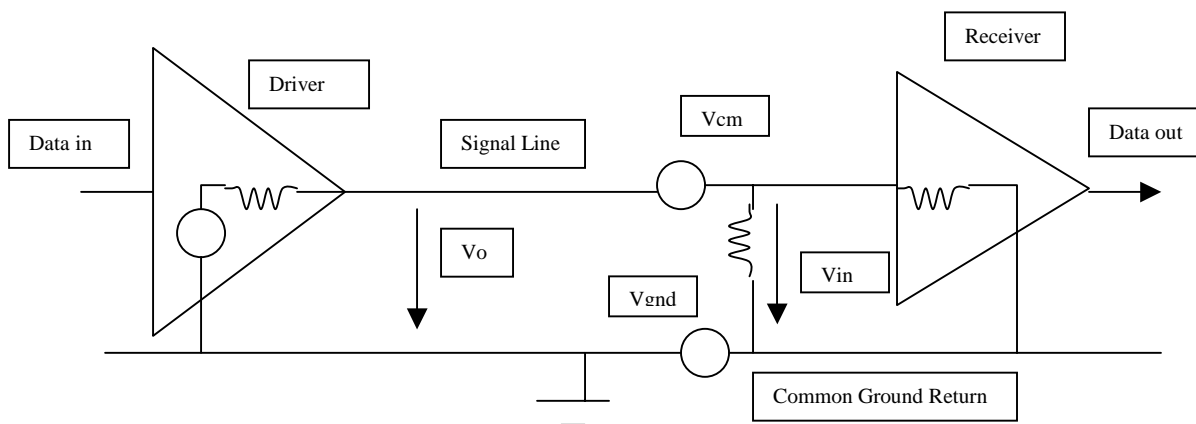 Receiver
Driver
Vcm
Data in
Signal Line
Data out
Vo
Vin
Vgnd
Common Ground Return